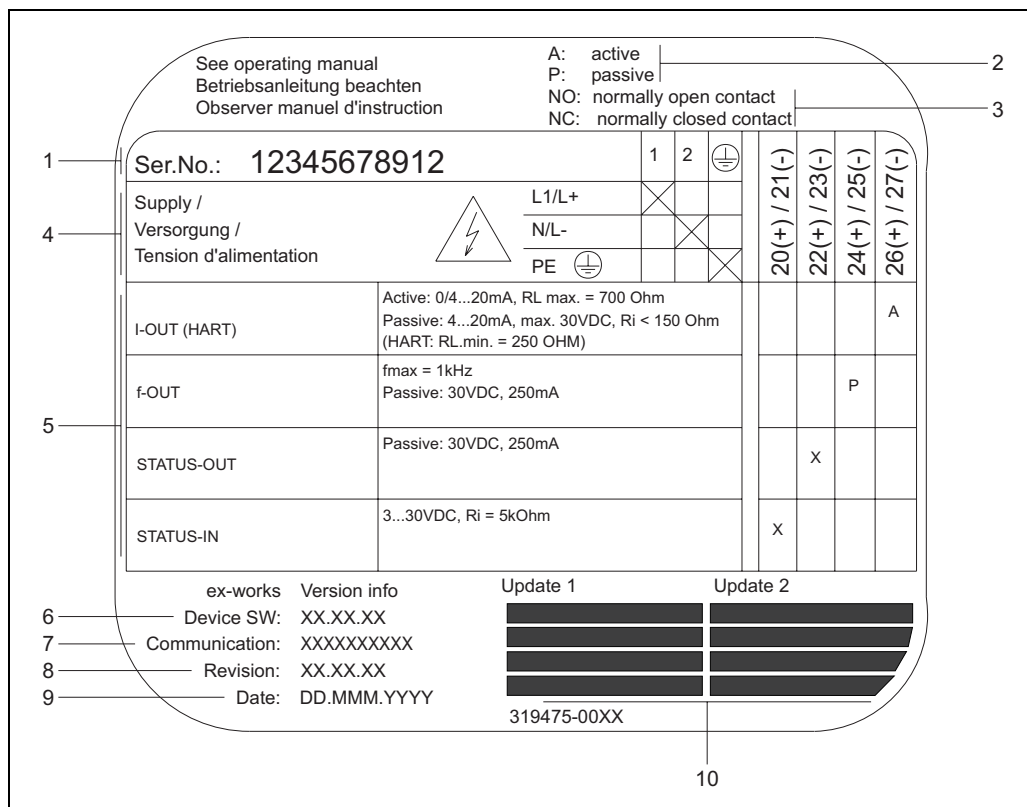 See operating manual
Betriebsanleitung beachten
Observer manuel d'instruction
A: active
P: passive
NO: normally open contact
NC: normally closed contact
2
3
1
Ser.No.: 12345678912
1 2
20(+) / 21(-)
22(+) / 23(-)
24(+) / 25(-)
26(+) / 27(-)
4
Supply /
Versorgung /
Tension d'alimentation
L1/L+
N/L-
PE
5
I-OUT (HART)
Active: 0/4...20mA, RL max. = 700 Ohm
Passive: 4...20mA, max. 30VDC, Ri < 150 Ohm
(HART: RL.min. = 250 OHM)
A
f-OUT
fmax = 1kHz
Passive: 30VDC, 250mA
P
STATUS-OUT
Passive: 30VDC, 250mA
X
STATUS-IN
3...30VDC, Ri = 5kOhm
X
ex-works Version info
Update 1
Update 2
6
Device SW: XX.XX.XX
7
Communication: XXXXXXXXXX
8
Revision: XX.XX.XX
9
Date: DD.MMM.YYYY
319475-00XX
10